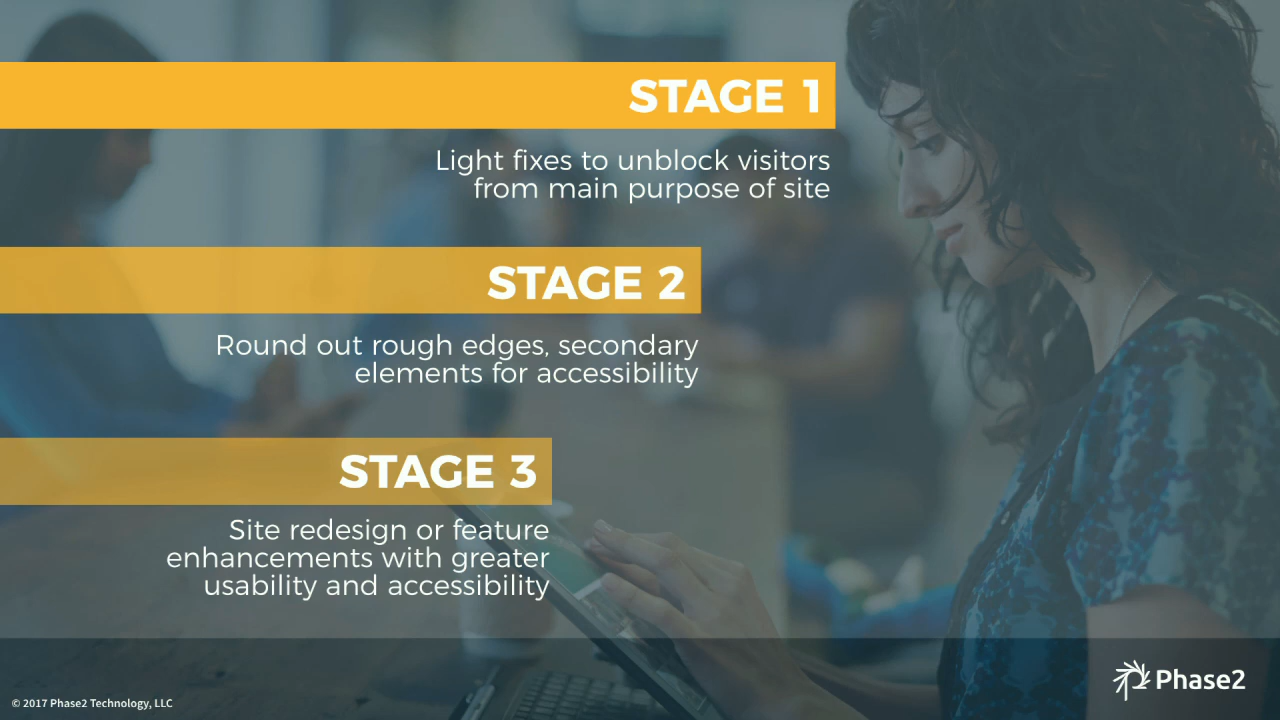 STAGE 1
Light fixes to unblock visitors
from main purpose of site
STAGE 2
Round out rough edges, secondary
elements for accessibility
STAGE 3
Site redesign or feature
enhancements with greater
usability and accessibility
Phase2
© 2017 Phase2 Technology, LLC